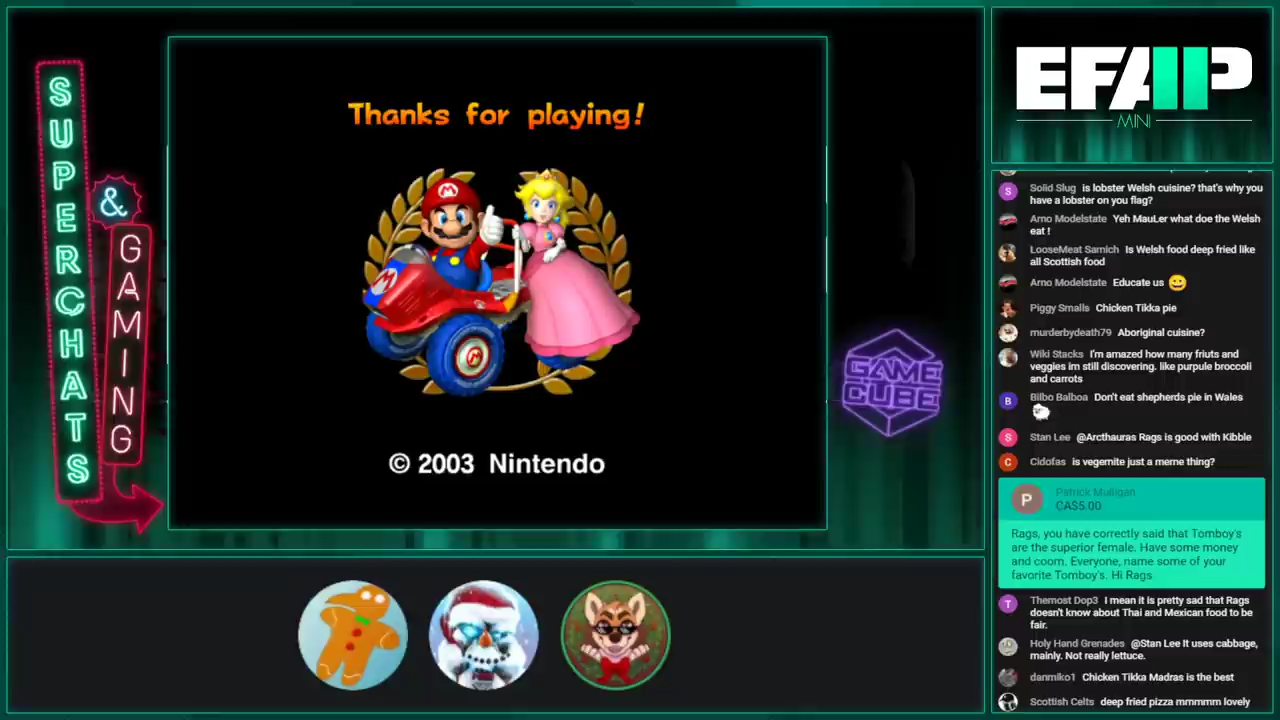 SUPERCHATS
&
GAMING
Thanks for playing!
© 2003 Nintendo
GAME
CUBE
EFAP
MINI
Solid Slug is lobster Welsh cuisine? that's why you
have a lobster on you flag?
Arno Modelstate Yeh MauLer what doe the Welsh
eat !
LooseMeat Samich Is Welsh food deep fried like
all Scottish food
Arno Modelstate Educate us
Piggy Smalls Chicken Tikka pie
murderbydeath79 Aboriginal cuisine?
Wiki Stacks I'm amazed how many friuts and
veggies im still discovering. like purpule broccoli
and carrots
Bilbo Balboa Don't eat shepherds pie in Wales
Stan Lee @Arcthauras Rags is good with Kibble
Cidofas is vegemite just a meme thing?
P
Patrick Mulligan
CA$5.00
Rags, you have correctly said that Tomboy's
are the superior female. Have some money
and coom. Everyone, name some of your
favorite Tomboy's. Hi Rags
Themost Dop3 I mean it is pretty sad that Rags
doesn't know about Thai and Mexican food to be
fair.
Holy Hand Grenades @Stan Lee It uses cabbage,
mainly. Not really lettuce.
danmiko1 Chicken Tikka Madras is the best
Scottish Celts deep fried pizza mmmmm lovely